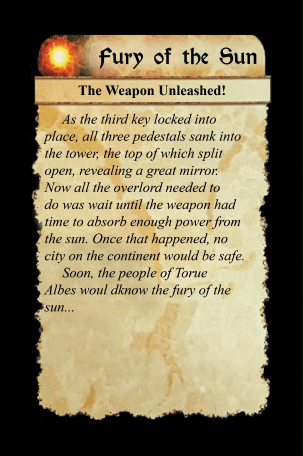 Fury of the Sun
The Weapon Unleashed!
As the third key locked into
place, all three pedestals sank into
the tower, the top of which split
open, revealing a great mirror.
Now all the overlord needed to
do was wait until the weapon had
time to absorb enough power from
the sun. Once that happened, no
city on the continent would be safe.
Soon, the people of Torue
Albes woul dknow the fury of the
sun...